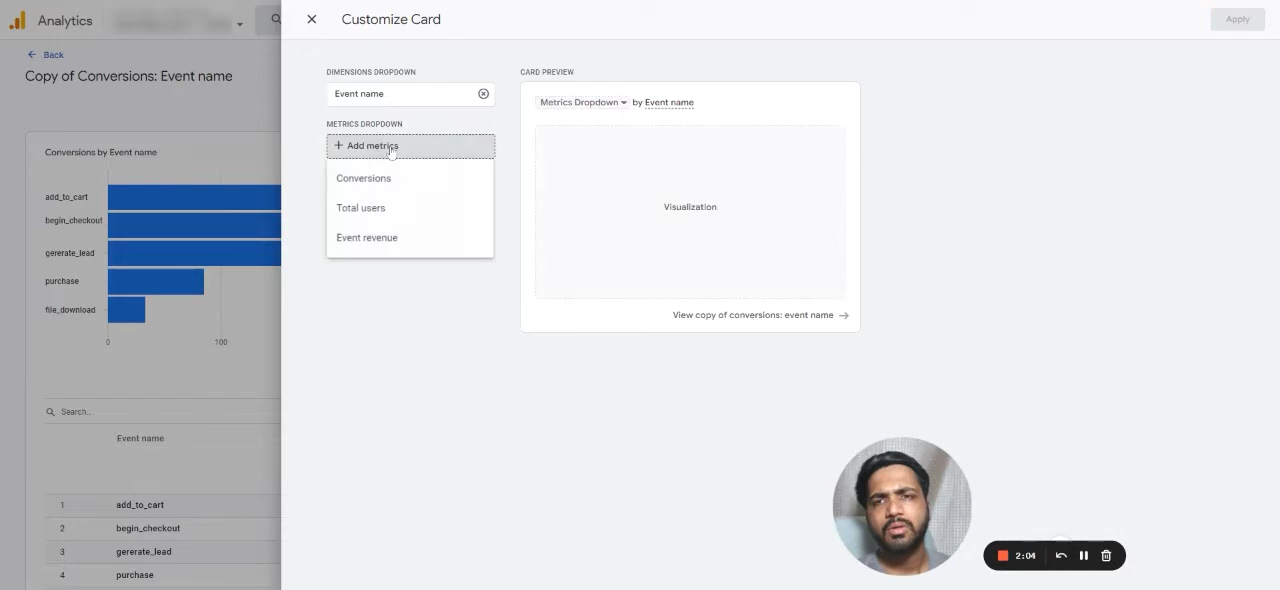 Analytics
Customize Card
Apply
Back
Copy of Conversions: Event name
DIMENSIONS DROPDOWN
Event name
METRICS DROPDOWN
+ Add metrics
Conversions
Total users
Event revenue
CARD PREVIEW
Metrics Dropdown by Event name
Visualization
View copy of conversions: event name
Conversions by Event name
add_to_cart
begin_checkout
gererate_lead
purchase
file_download
0 100
Search...
Event name
1 add_to_cart
2 begin_checkout
3 gererate_lead
4 purchase
2:04